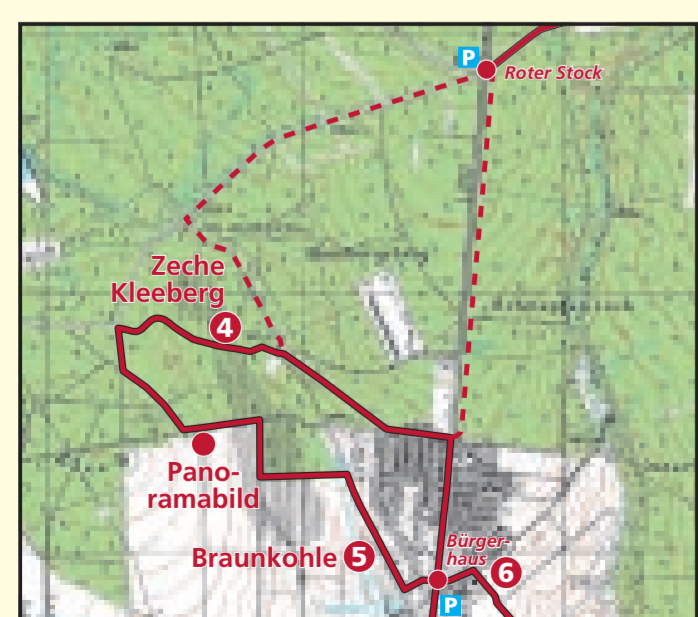 P
Roter Stock
Zeche
Kleeberg
4
Pano-
ramabild
Braunkohle 5
Bürger-
haus
6
P